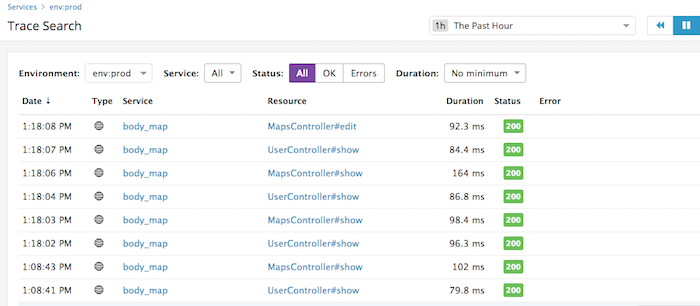 Services > env:prod
Trace Search
1h The Past Hour
Environment: env:prod Service: All Status: All OK Errors Duration: No minimum
Date ↓ Type Service Resource Duration Status Error
1:18:08 PM body_map MapsController#edit 92.3 ms 200
1:18:07 PM body_map UserController#show 84.4 ms 200
1:18:06 PM body_map MapsController#show 164 ms 200
1:18:04 PM body_map UserController#show 86.8 ms 200
1:18:03 PM body_map MapsController#show 98.4 ms 200
1:18:02 PM body_map UserController#show 96.3 ms 200
1:08:43 PM body_map MapsController#show 102 ms 200
1:08:41 PM body_map UserController#show 79.8 ms 200